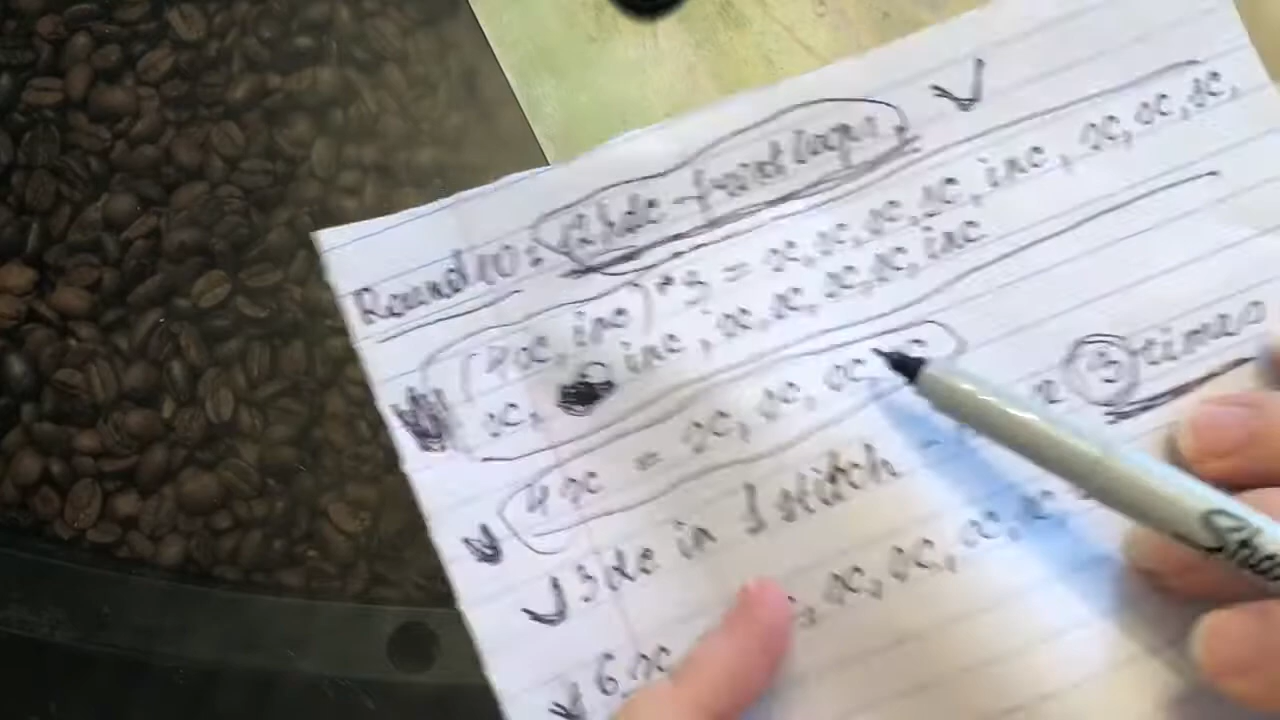 Round 10: front loops
(4sc, inc)*3 = sc, sc, sc, sc, inc, sc, sc, sc,
sc, inc, sc, sc, sc, sc, inc
4 sc = sc, sc, sc, sc
3 times
3 dc in 1 stitch
6 sc sc, sc, sc, sc
Sha